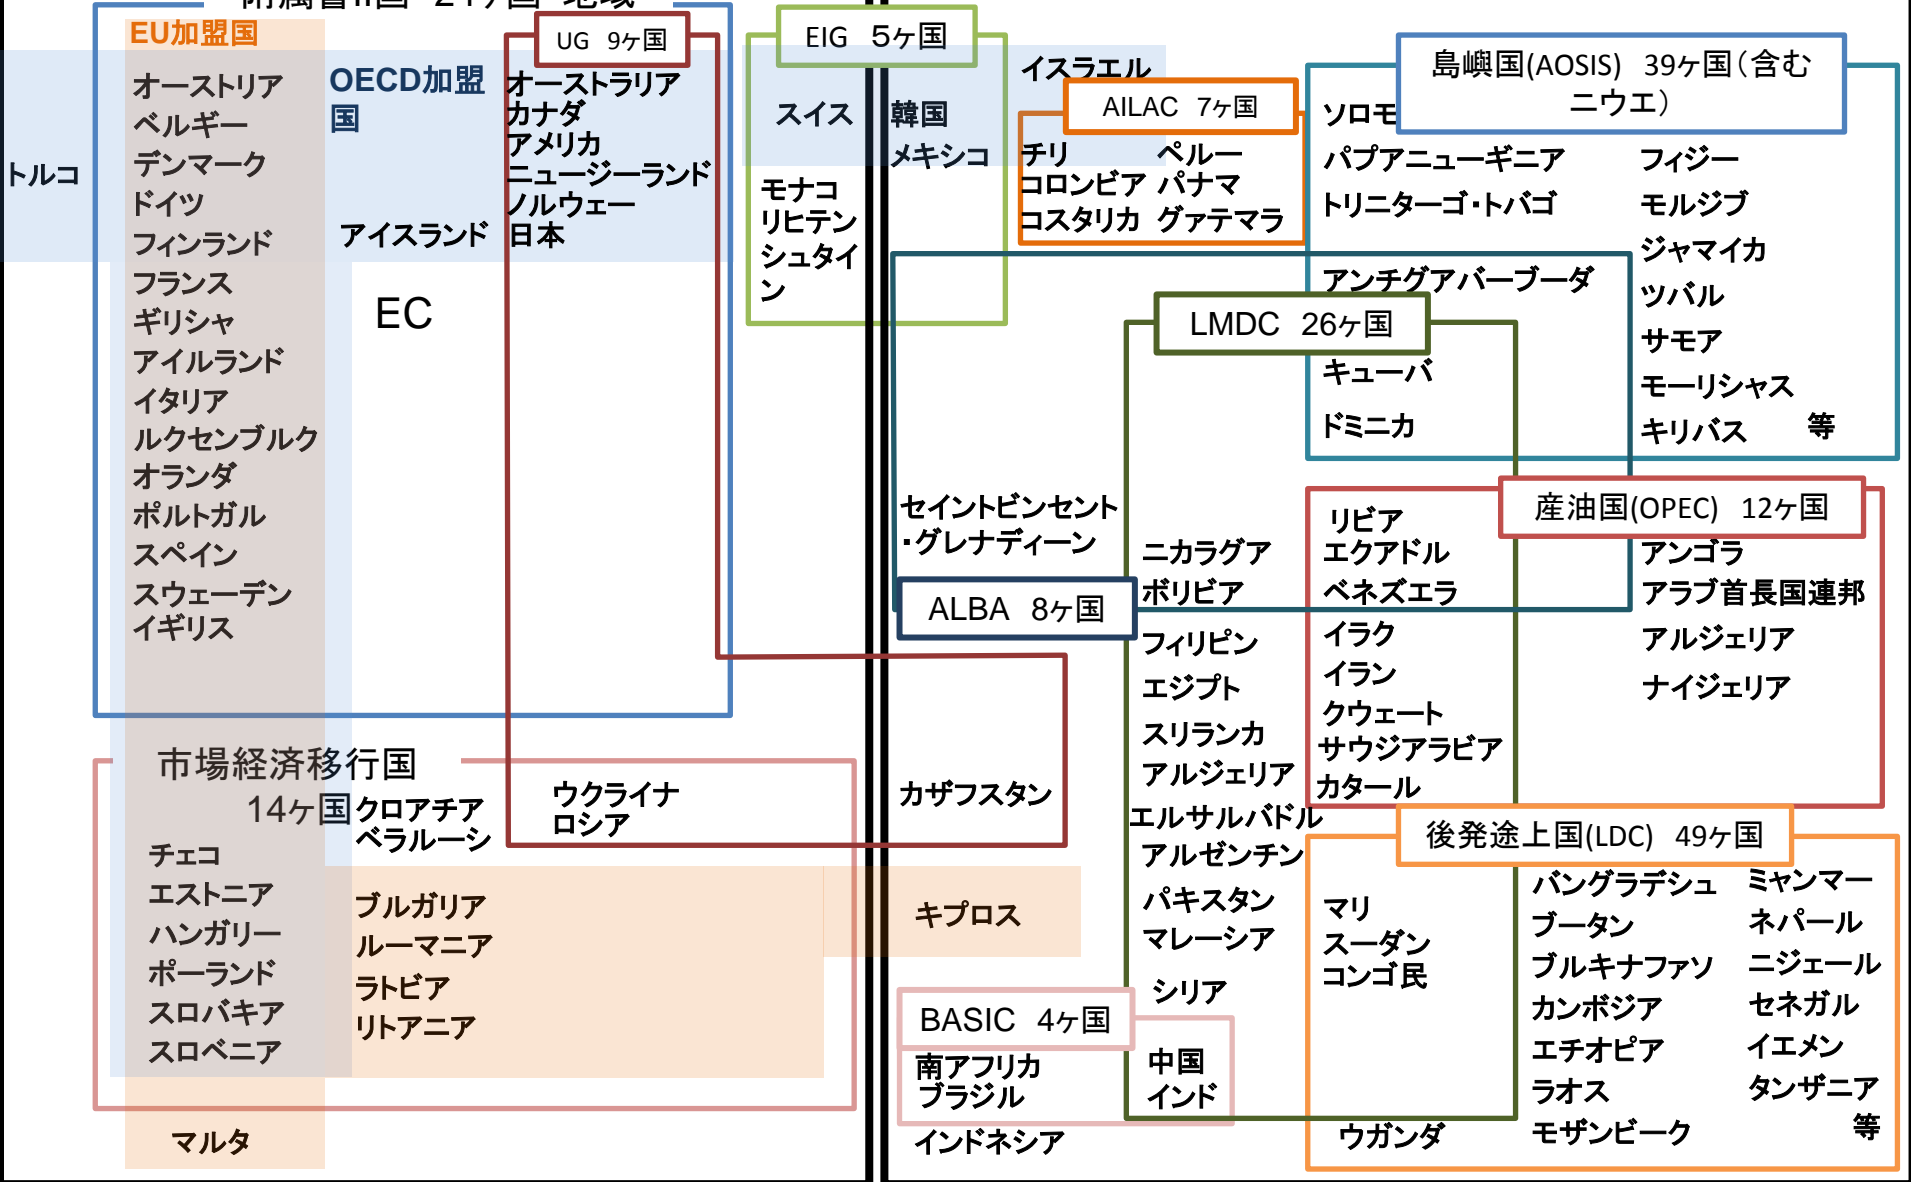 附属書II国 24ヶ国・地域
EU加盟国
オーストリア
ベルギー
デンマーク
ドイツ
フィンランド
フランス
ギリシャ
アイルランド
イタリア
ルクセンブルク
オランダ
ポルトガル
スペイン
スウェーデン
イギリス
トルコ
OECD加盟
国
アイスランド
EC
UG 9ヶ国
オーストラリア
カナダ
アメリカ
ニュージーランド
ノルウェー
日本
EIG 5ヶ国
スイス
韓国
メキシコ
モナコ
リヒテン
シュタイ
ン
イスラエル
AILAC 7ヶ国
チリ
コロンビア
コスタリカ
ペルー
パナマ
グァテマラ
島嶼国(AOSIS) 39ヶ国(含む
ニウエ)
ソロモ
パプアニューギニア
トリニターゴ・トバゴ
アンチグアバーブーダ
キューバ
ドミニカ
フィジー
モルジブ
ジャマイカ
ツバル
サモア
モーリシャス
キリバス 等
LMDC 26ヶ国
セイントビンセント
・グレナディーン
ALBA 8ヶ国
ニカラグア
ボリビア
フィリピン
エジプト
スリランカ
アルジェリア
エルサルバドル
アルゼンチン
パキスタン
マレーシア
シリア
産油国(OPEC) 12ヶ国
リビア
エクアドル
ベネズエラ
イラク
イラン
クウェート
サウジアラビア
カタール
アンゴラ
アラブ首長国連邦
アルジェリア
ナイジェリア
市場経済移行国
14ヶ国
クロアチア
ベラルーシ
ウクライナ
ロシア
カザフスタン
チェコ
エストニア
ハンガリー
ポーランド
スロバキア
スロベニア
ブルガリア
ルーマニア
ラトビア
リトアニア
キプロス
マルタ
BASIC 4ヶ国
南アフリカ
ブラジル
中国
インド
インドネシア
後発途上国(LDC) 49ヶ国
マリ
スーダン
コンゴ民
ウガンダ
バングラデシュ
ブータン
ブルキナファソ
カンボジア
エチオピア
ラオス
モザンビーク
ミャンマー
ネパール
ニジェール
セネガル
イエメン
タンザニア
等